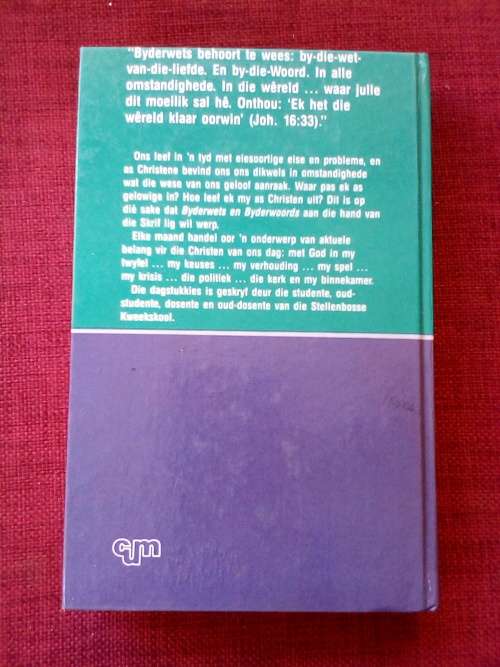 "Byderwets behoort te wees: by-die-wet-
van-die-liefde. En by-die-Woord. In alle
omstandighede. In die wêreld ... waar julle
dit moeilik sal hê. Onthou: 'Ek het die
wêreld klaar oorwin' (Joh. 16:33)."
Ons leef in 'n tyd met eiesoortige eise en probleme, en
as Christene bevind ons ons dikwels in omstandighede
wat die wese van ons geloof aanraak. Waar pas ek as
gelowige in? Hoe leef ek my as Christen uit? Dit is op
dié sake dat Byderwets en Byderwoords aan die hand van
die Skrif lig wil werp.
Elke maand handel oor 'n onderwerp van aktuele
belang vir die Christen van ons dag: met God in my
twyfel ... my keuses ... my verhouding ... my spel ...
my krisis ... die politiek ... die kerk en my binnekamer.
Die dagstukkies is geskryf deur die studente, oud-
studente, dosente en oud-dosente van die Stellenbosse
Kweekskool.
cum